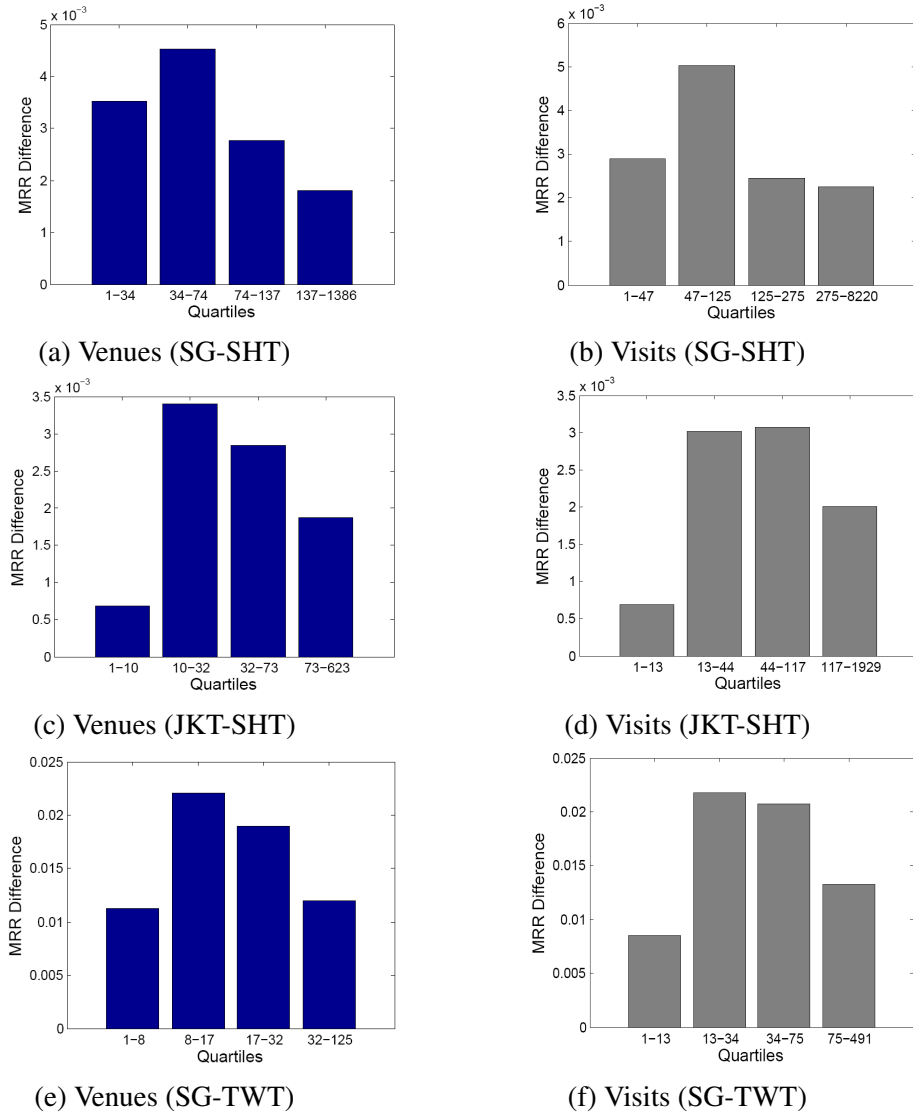 x 10⁻³
5
4
3
2
1
0
MRR Difference
1−34 34−74 74−137 137−1386
Quartiles
(a) Venues (SG-SHT)
x 10⁻³
6
5
4
3
2
1
0
MRR Difference
1−47 47−125 125−275 275−8220
Quartiles
(b) Visits (SG-SHT)
x 10⁻³
3.5
3
2.5
2
1.5
1
0.5
0
MRR Difference
1−10 10−32 32−73 73−623
Quartiles
(c) Venues (JKT-SHT)
x 10⁻³
3.5
3
2.5
2
1.5
1
0.5
0
MRR Difference
1−13 13−44 44−117 117−1929
Quartiles
(d) Visits (JKT-SHT)
0.025
0.02
0.015
0.01
0.005
0
MRR Difference
1−8 8−17 17−32 32−125
Quartiles
(e) Venues (SG-TWT)
0.025
0.02
0.015
0.01
0.005
0
MRR Difference
1−13 13−34 34−75 75−491
Quartiles
(f) Visits (SG-TWT)